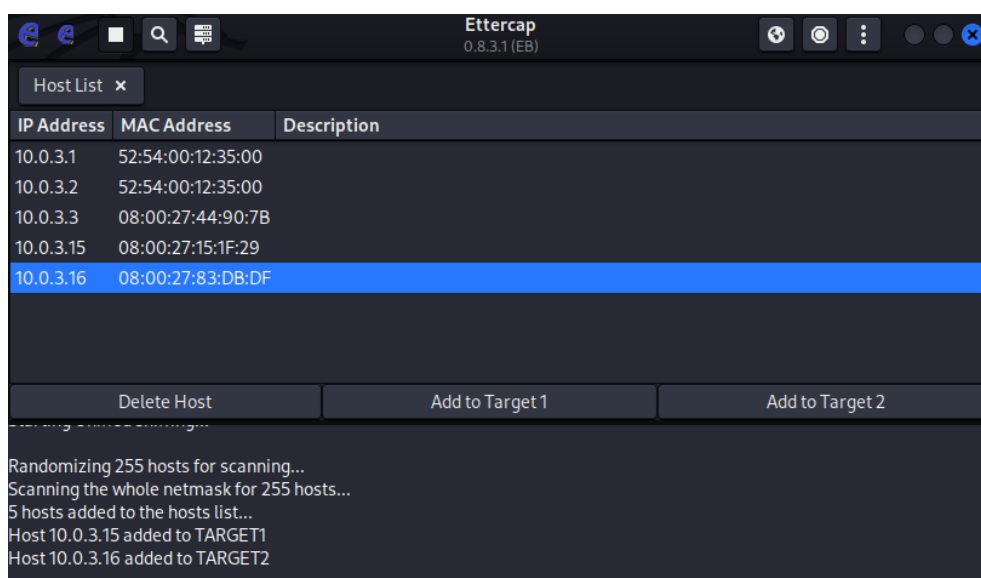 Ettercap
0.8.3.1 (EB)
Host List ×
IP Address MAC Address Description
10.0.3.1 52:54:00:12:35:00
10.0.3.2 52:54:00:12:35:00
10.0.3.3 08:00:27:44:90:7B
10.0.3.15 08:00:27:15:1F:29
10.0.3.16 08:00:27:83:DB:DF
Delete Host Add to Target 1 Add to Target 2
Randomizing 255 hosts for scanning...
Scanning the whole netmask for 255 hosts...
5 hosts added to the hosts list...
Host 10.0.3.15 added to TARGET1
Host 10.0.3.16 added to TARGET2